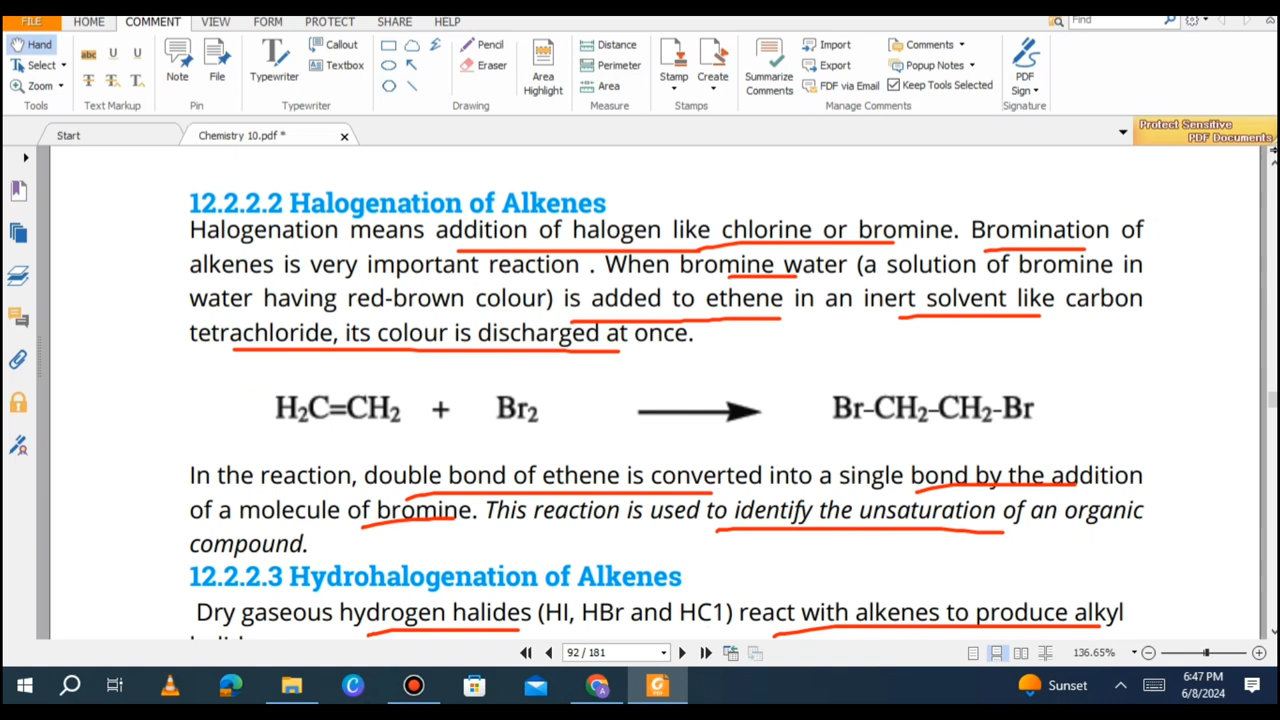 FILE HOME COMMENT VIEW FORM PROTECT SHARE HELP Find
Hand Callout Pencil Distance Import Comments
Select Textbox Eraser Perimeter Export Popup Notes
Zoom Note File Typewriter Area Highlight Area Stamp Create Summarize Comments FDF via Email Keep Tools Selected PDF Sign
Tools Text Markup Pin Typewriter Drawing Measure Stamps Manage Comments Signature
Start Chemistry 10.pdf * Protect Sensitive
PDF Documents
12.2.2.2 Halogenation of Alkenes
Halogenation means addition of halogen like chlorine or bromine. Bromination of
alkenes is very important reaction . When bromine water (a solution of bromine in
water having red-brown colour) is added to ethene in an inert solvent like carbon
tetrachloride, its colour is discharged at once.
H₂C=CH₂ + Br₂ → Br-CH₂-CH₂-Br
In the reaction, double bond of ethene is converted into a single bond by the addition
of a molecule of bromine. This reaction is used to identify the unsaturation of an organic
compound.
12.2.2.3 Hydrohalogenation of Alkenes
Dry gaseous hydrogen halides (HI, HBr and HC1) react with alkenes to produce alkyl
92 / 181 136.65%
Sunset 6:47 PM
6/8/2024